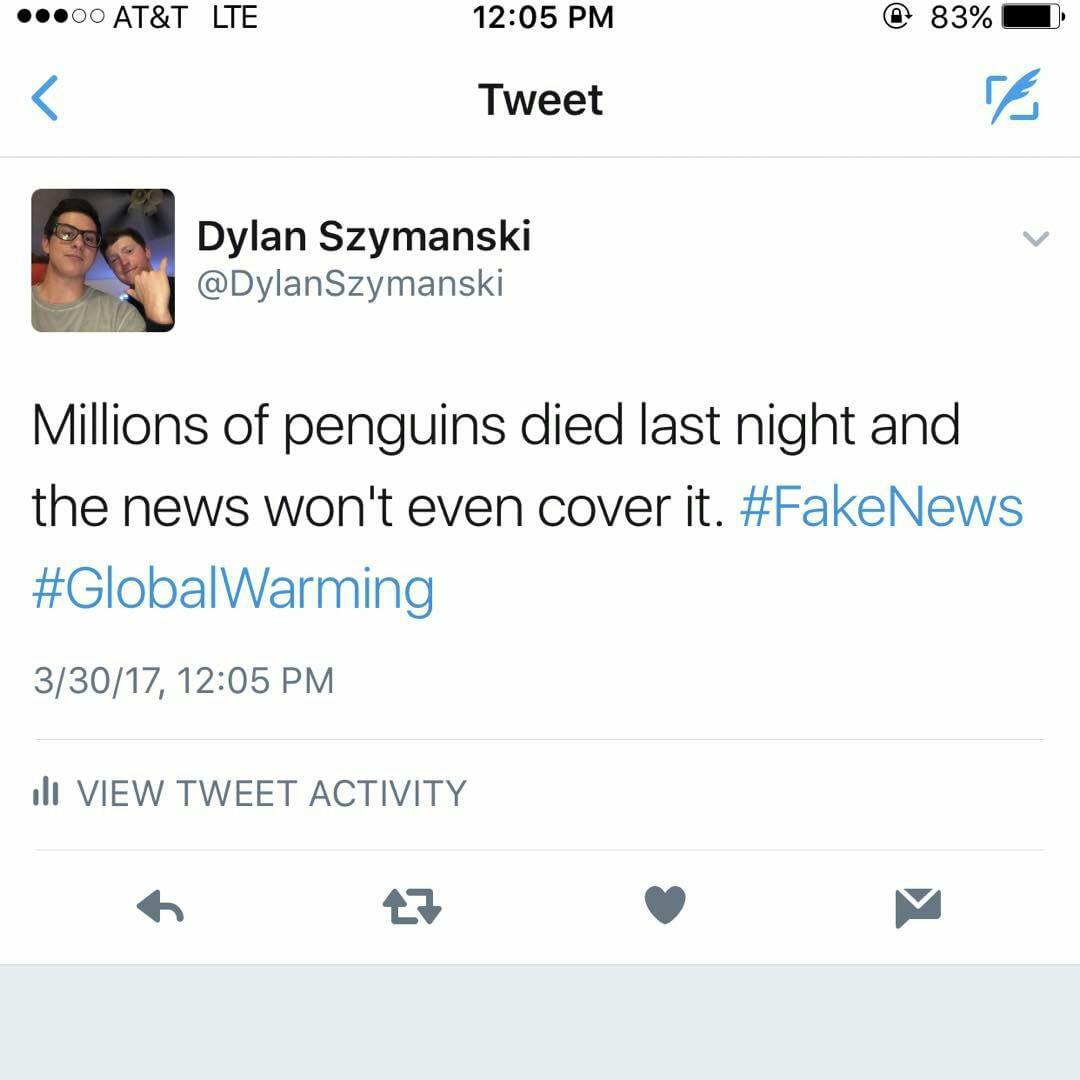 AT&T LTE 12:05 PM 83%
Tweet
Dylan Szymanski
@DylanSzymanski
Millions of penguins died last night and
the news won't even cover it. #FakeNews
#GlobalWarming
3/30/17, 12:05 PM
VIEW TWEET ACTIVITY